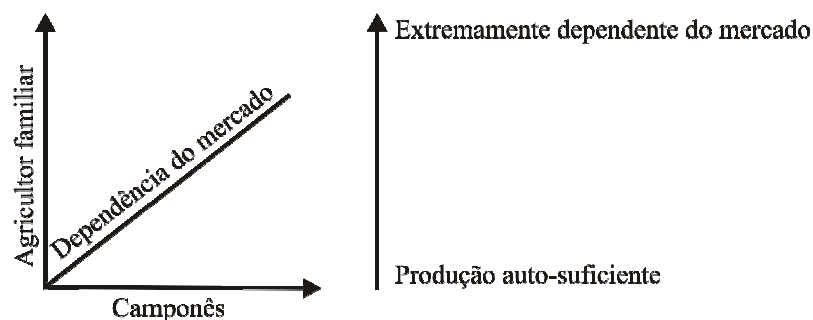 Agricultor familiar
Dependência do mercado
Camponês
Extremamente dependente do mercado
Produção auto-suficiente